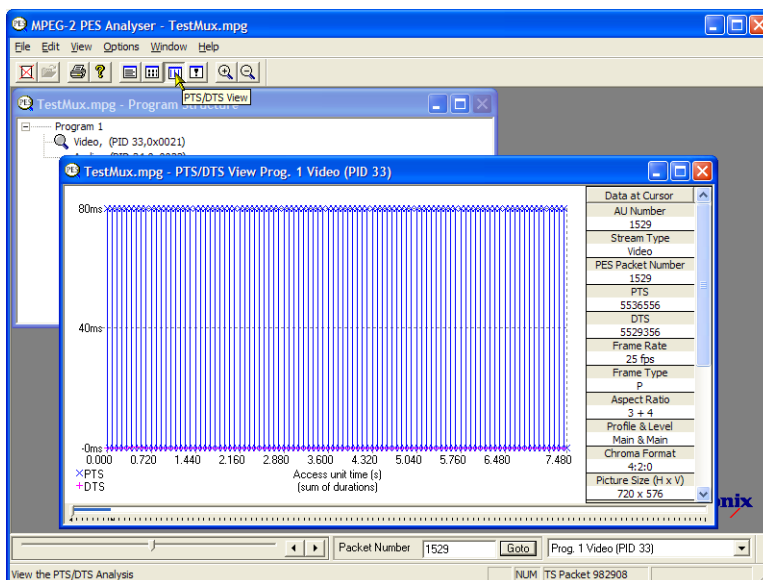 MPEG-2 PES Analyser - TestMux.mpg
File Edit View Options Window Help
PTS/DTS View
TestMux.mpg - Program Structure
Program 1
Video, (PID 33,0x0021)
TestMux.mpg - PTS/DTS View Prog. 1 Video (PID 33)
80ms
40ms
-0ms
0.000 0.720 1.440 2.160 2.880 3.600 4.320 5.040 5.760 6.480 7.480
×PTS
+DTS
Access unit time (s)
(sum of durations)
Data at Cursor
AU Number
1529
Stream Type
Video
PES Packet Number
1529
PTS
5536556
DTS
5529356
Frame Rate
25 fps
Frame Type
P
Aspect Ratio
3 ÷ 4
Profile & Level
Main & Main
Chroma Format
4:2:0
Picture Size (H x V)
720 x 576
nix
Packet Number 1529 Goto Prog. 1 Video (PID 33)
View the PTS/DTS Analysis NUM TS Packet 982908